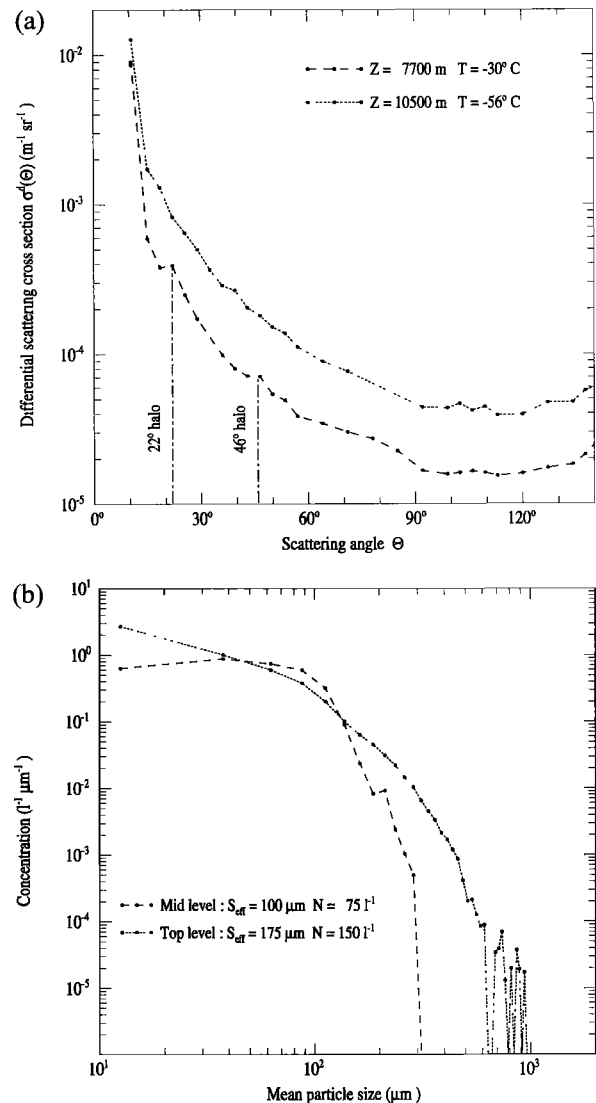 (a)
10⁻²
10⁻³
10⁻⁴
10⁻⁵
Differential scattering cross section σᵈ(Θ) (m⁻¹ sr⁻¹)
Z = 7700 m T = -30° C
Z = 10500 m T = -56° C
22° halo
46° halo
0° 30° 60° 90° 120°
Scattering angle Θ
(b)
10¹
10⁰
10⁻¹
10⁻²
10⁻³
10⁻⁴
10⁻⁵
Concentration (l⁻¹ μm⁻¹)
Mid level : S_eff = 100 μm N = 75 l⁻¹
Top level : S_eff = 175 μm N = 150 l⁻¹
10¹ 10² 10³
Mean particle size (μm)